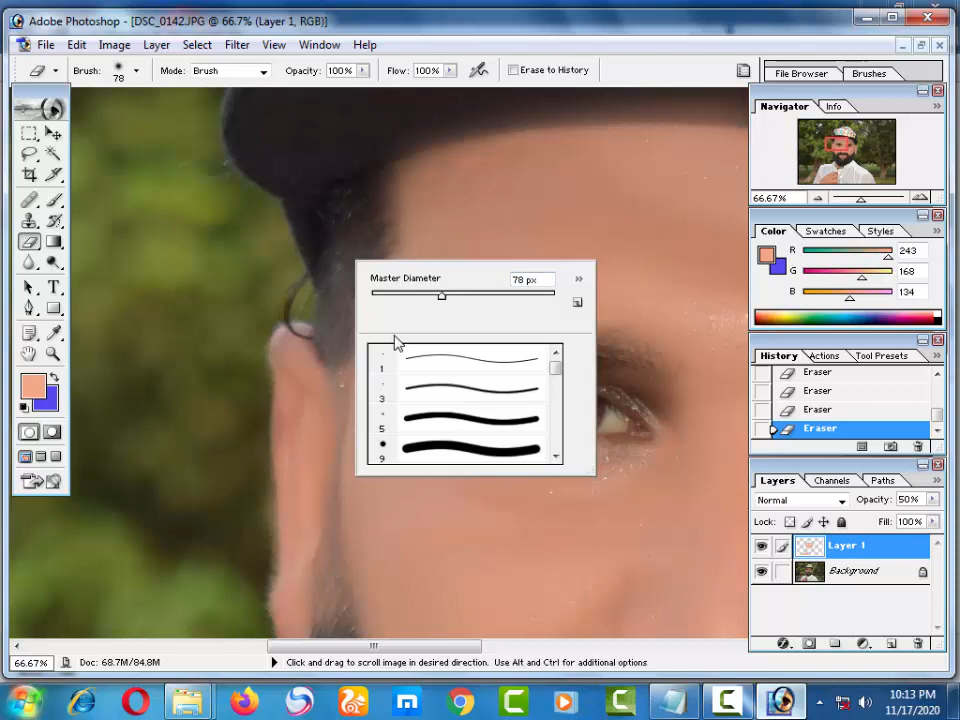 Adobe Photoshop - [DSC_0142.JPG @ 66.7% (Layer 1, RGB)]
File Edit Image Layer Select Filter View Window Help
Brush: 78 Mode: Brush Opacity: 100% Flow: 100% Erase to History File Browser Brushes
Navigator Info
66.67%
Color Swatches Styles
R 243
G 168
B 134
History Actions Tool Presets
Eraser
Eraser
Eraser
Eraser
Layers Channels Paths
Normal Opacity: 50%
Lock: Fill: 100%
Layer 1
Background
Master Diameter 78 px
1
3
5
9
66.67% Doc: 68.7M/84.8M Click and drag to scroll image in desired direction. Use Alt and Ctrl for additional options
10:13 PM
11/17/2020